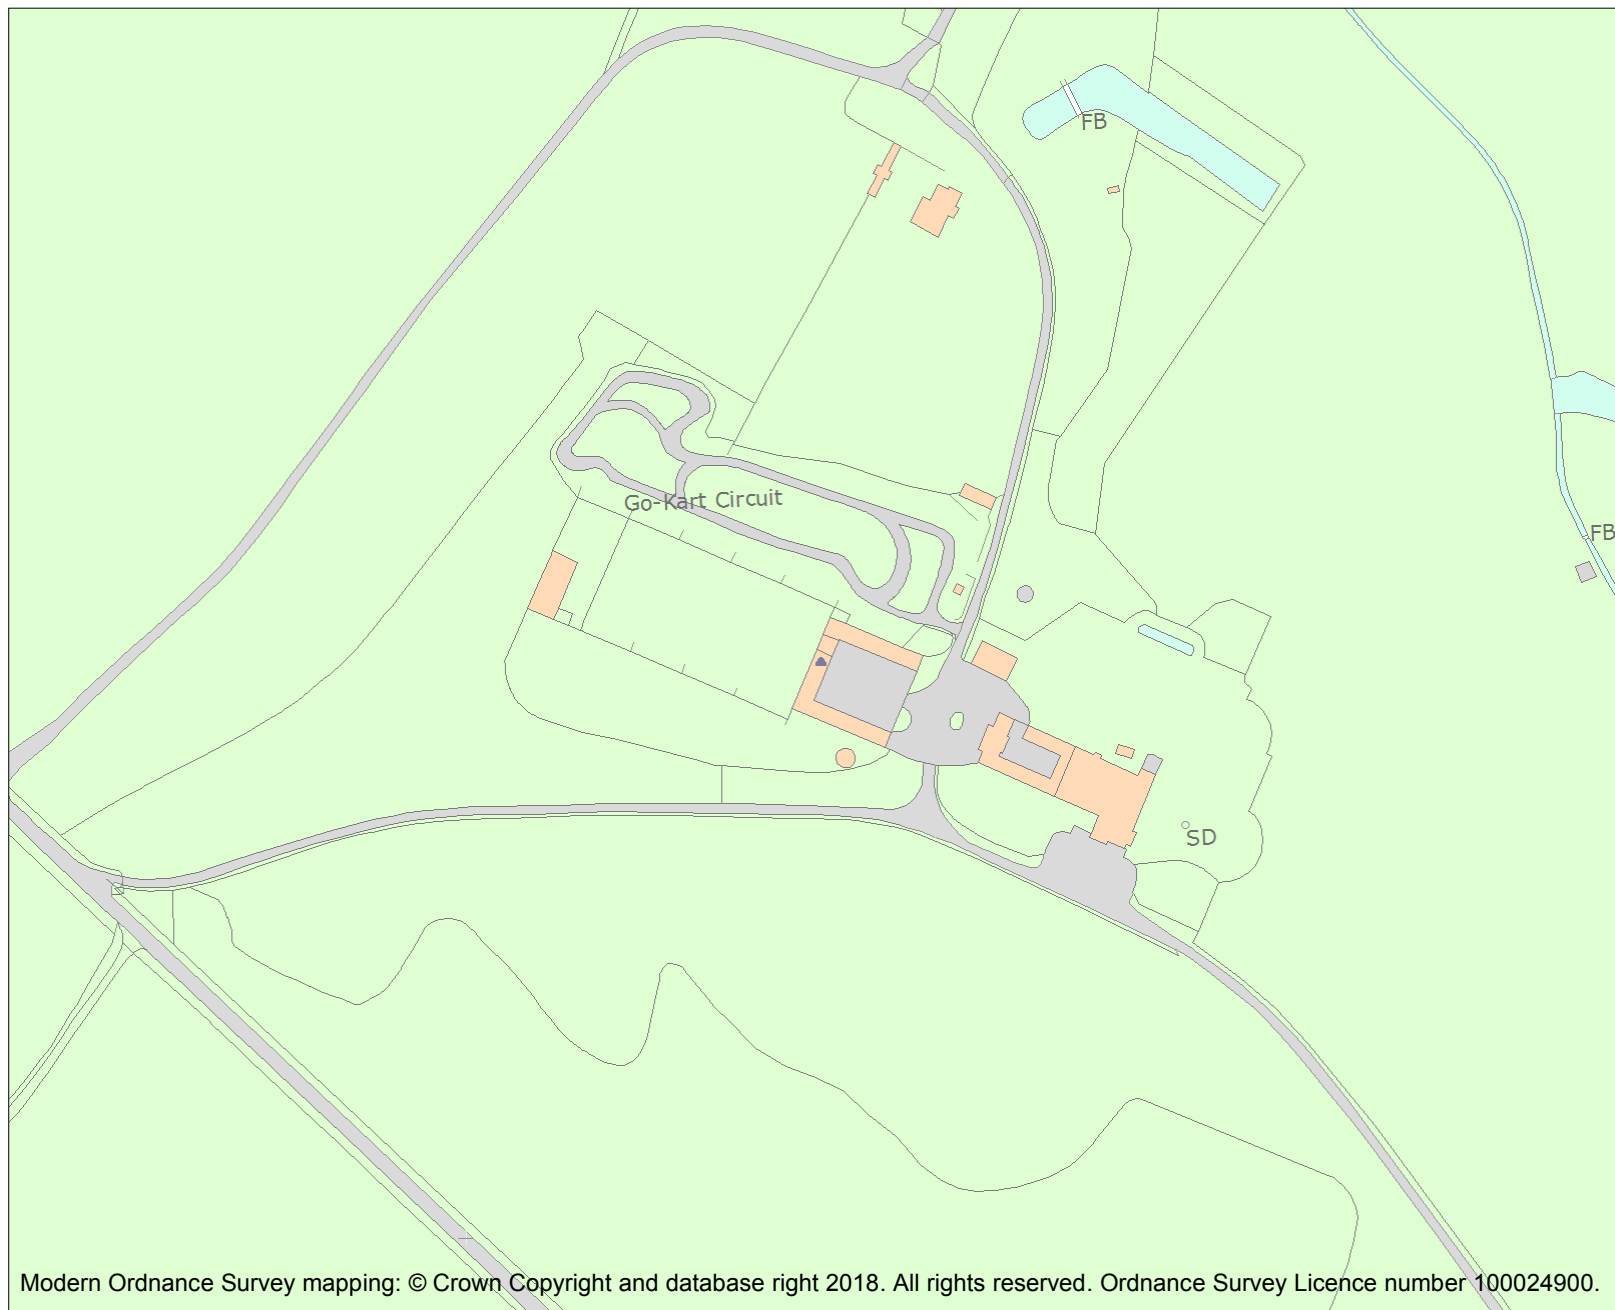 FB
Go-Kart Circuit
FB
SD
Modern Ordnance Survey mapping: © Crown Copyright and database right 2018. All rights reserved. Ordnance Survey Licence number 100024900.